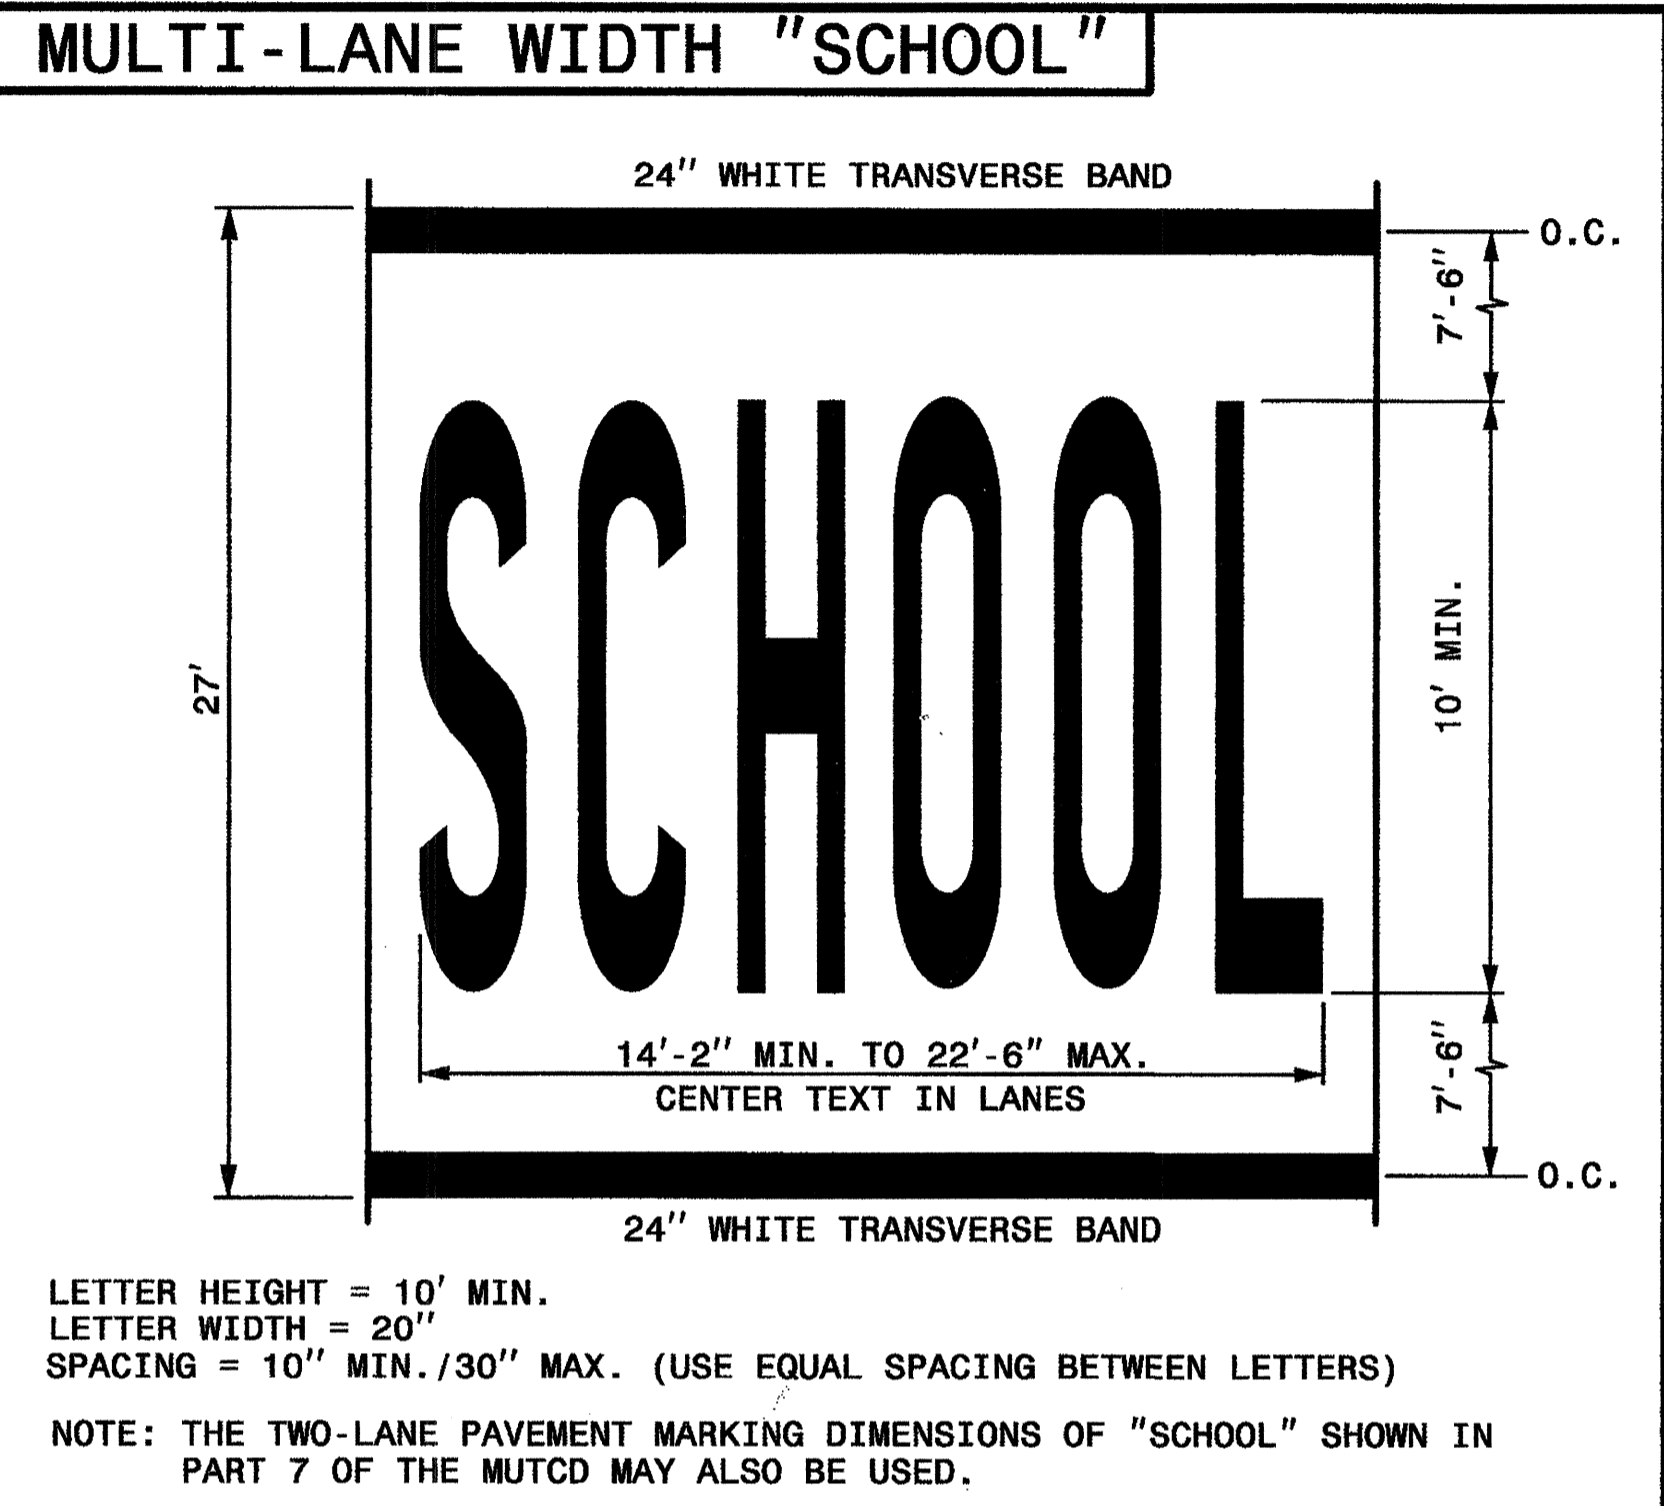 MULTI-LANE WIDTH "SCHOOL"
24" WHITE TRANSVERSE BAND
O.C.
7'-6"
SCHOOL
27'
10' MIN.
14'-2" MIN. TO 22'-6" MAX.
CENTER TEXT IN LANES
7'-6"
O.C.
24" WHITE TRANSVERSE BAND
LETTER HEIGHT = 10' MIN.
LETTER WIDTH = 20"
SPACING = 10" MIN./30" MAX. (USE EQUAL SPACING BETWEEN LETTERS)
NOTE: THE TWO-LANE PAVEMENT MARKING DIMENSIONS OF "SCHOOL" SHOWN IN
PART 7 OF THE MUTCD MAY ALSO BE USED.